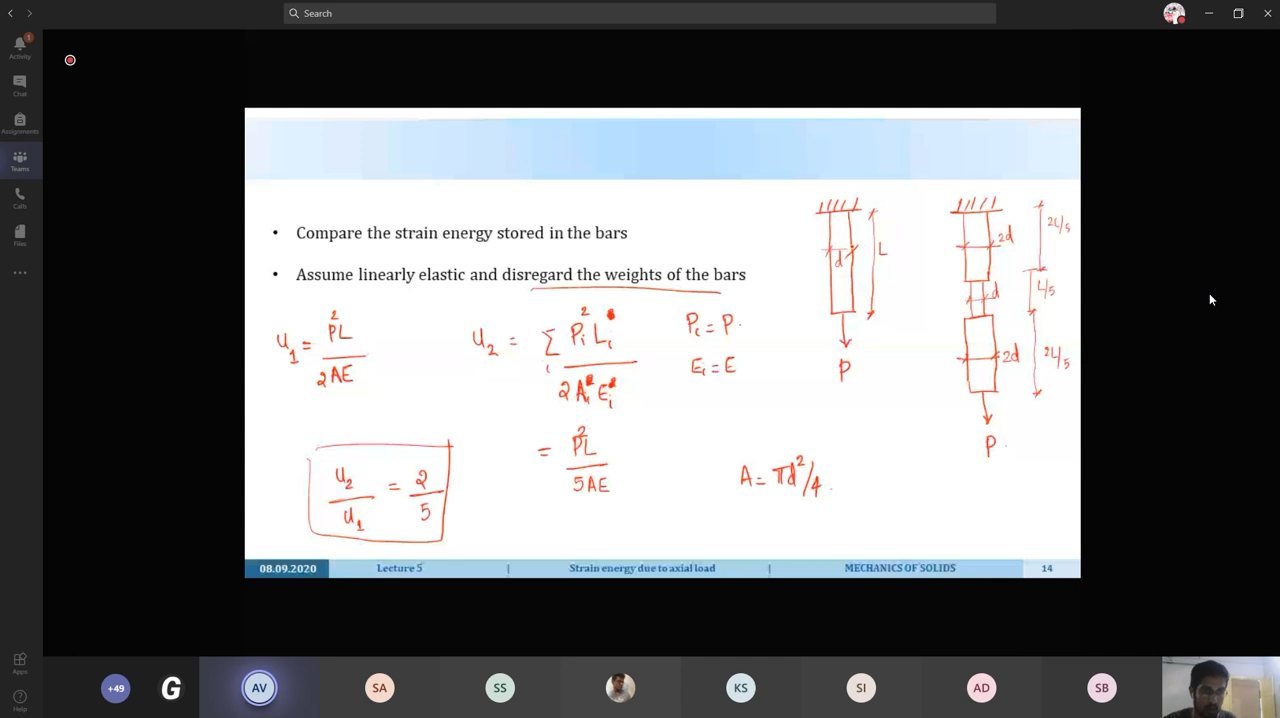 Search
1
Activity
Chat
Assignments
Teams
Calls
Files
Apps
Help
• Compare the strain energy stored in the bars
• Assume linearly elastic and disregard the weights of the bars
U₁ = P²L / 2AE
U₂ = Σᵢ Pᵢ² Lᵢ / 2 Aᵢ Eᵢ
Pᵢ = P
Eᵢ = E
= P²L / 5AE
U₂ / U₁ = 2 / 5
A = πd²/4
d
L
P
2d
d
2d
2L/5
L/5
2L/5
P
08.09.2020 Lecture 5 | Strain energy due to axial load | MECHANICS OF SOLIDS 14
+49 G AV SA SS KS SI AD SB